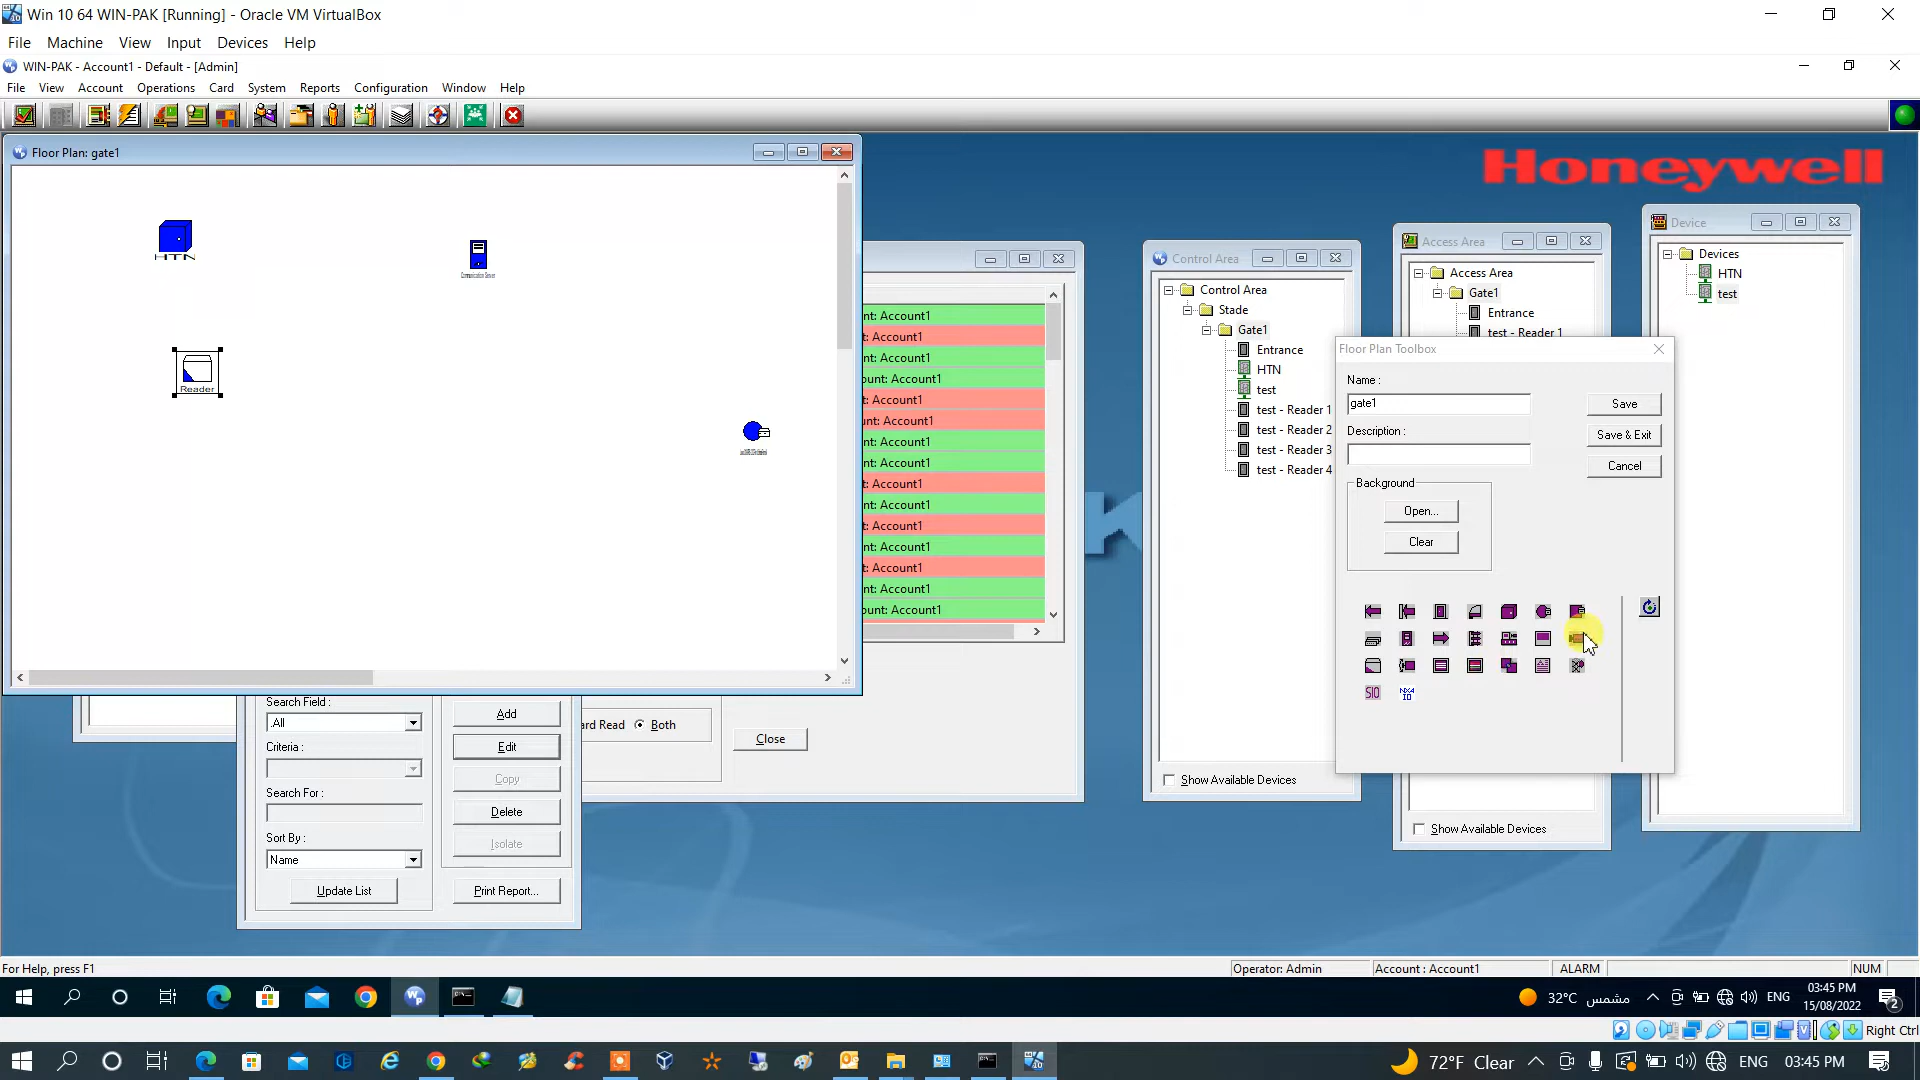 Win 10 64 WIN-PAK [Running] - Oracle VM VirtualBox
File Machine View Input Devices Help
WIN-PAK - Account1 - Default - [Admin]
File View Account Operations Card System Reports Configuration Window Help
Honeywell
Floor Plan: gate1
HTN
Communication Server
Reader
nt: Account1
t: Account1
nt: Account1
ount: Account1
t: Account1
unt: Account1
nt: Account1
nt: Account1
t: Account1
nt: Account1
t: Account1
nt: Account1
t: Account1
nt: Account1
ount: Account1
Search Field :
.All
Criteria :
Search For :
Sort By :
Name
Update List
Add
Edit
Copy
Delete
Isolate
Print Report...
ard Read Both
Close
Control Area
Control Area
Stade
Gate1
Entrance
HTN
test
test - Reader 1
test - Reader 2
test - Reader 3
test - Reader 4
Show Available Devices
Access Area
Access Area
Gate1
Entrance
test - Reader 1
Show Available Devices
Device
Devices
HTN
test
Floor Plan Toolbox
Name :
gate1
Save
Description :
Save & Exit
Cancel
Background
Open...
Clear
SIO
NX4
IO
For Help, press F1
Operator: Admin
Account : Account1
ALARM
NUM
32°C مشمس
ENG
03:45 PM
15/08/2022
2
Right Ctrl
72°F Clear
ENG
03:45 PM